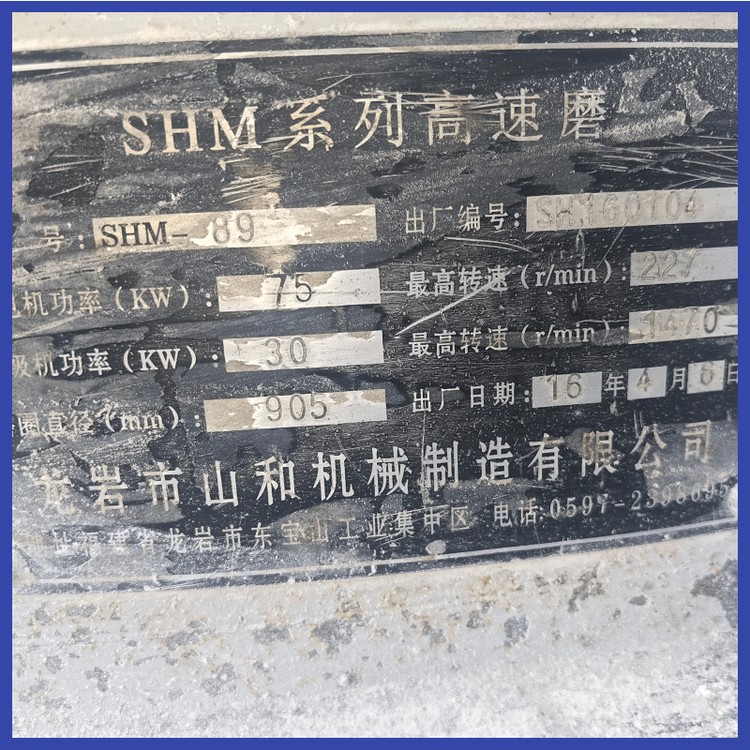 SHM系列高速磨
号: SHM-89 出厂编号: SH160104
机功率(KW): 75 最高转速(r/min): 227
级机功率(KW): 30 最高转速(r/min): 1470
圈直径(mm): 905 出厂日期: 16 年 4 月 6 日
龙岩市山和机械制造有限公司
址:福建省龙岩市东宝山工业集中区 电话:0597-2398695